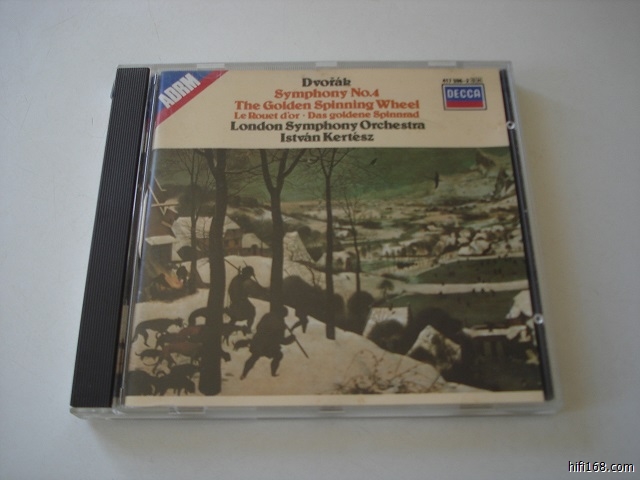 ADRM
Dvořák
Symphony No.4
The Golden Spinning Wheel
Le Rouet d'or · Das goldene Spinnrad
London Symphony Orchestra
István Kertész
DECCA
hifi168.com